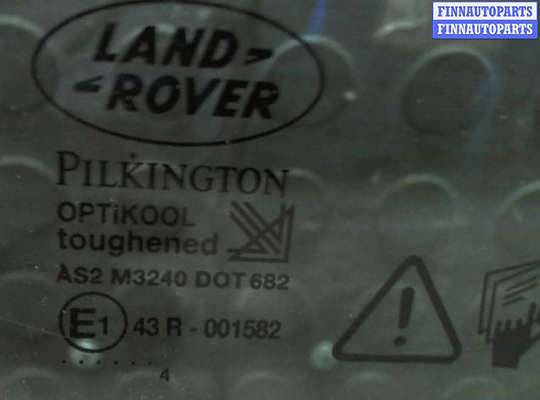 FINNAUTOPARTS
FINNAUTOPARTS
LAND
ROVER
PILKINGTON
OPTiKOOL
toughened
AS2 M3240 DOT 682
E1 43 R - 001582
. . . . . .
4